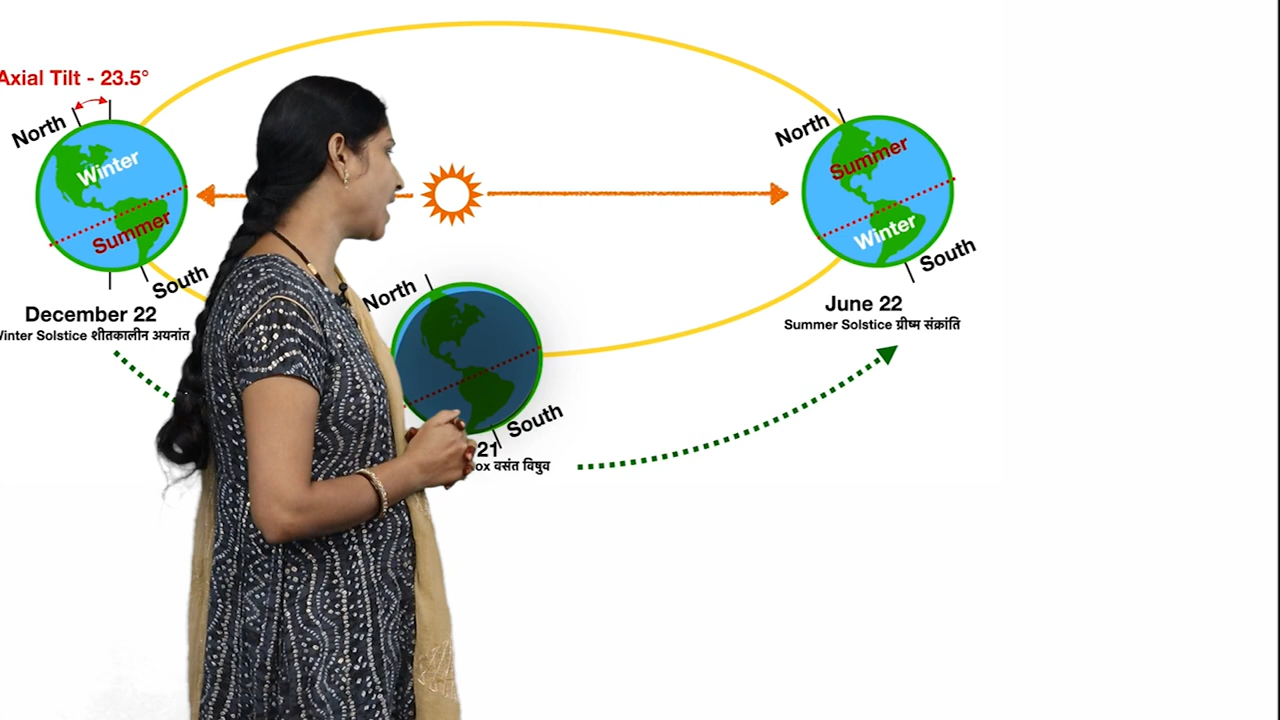 Axial Tilt - 23.5°
North
Winter
Summer
South
December 22
Winter Solstice शीतकालीन अयनांत
North
South
21
वसंत विषुव
North
Summer
Winter
South
June 22
Summer Solstice ग्रीष्म संक्रांति